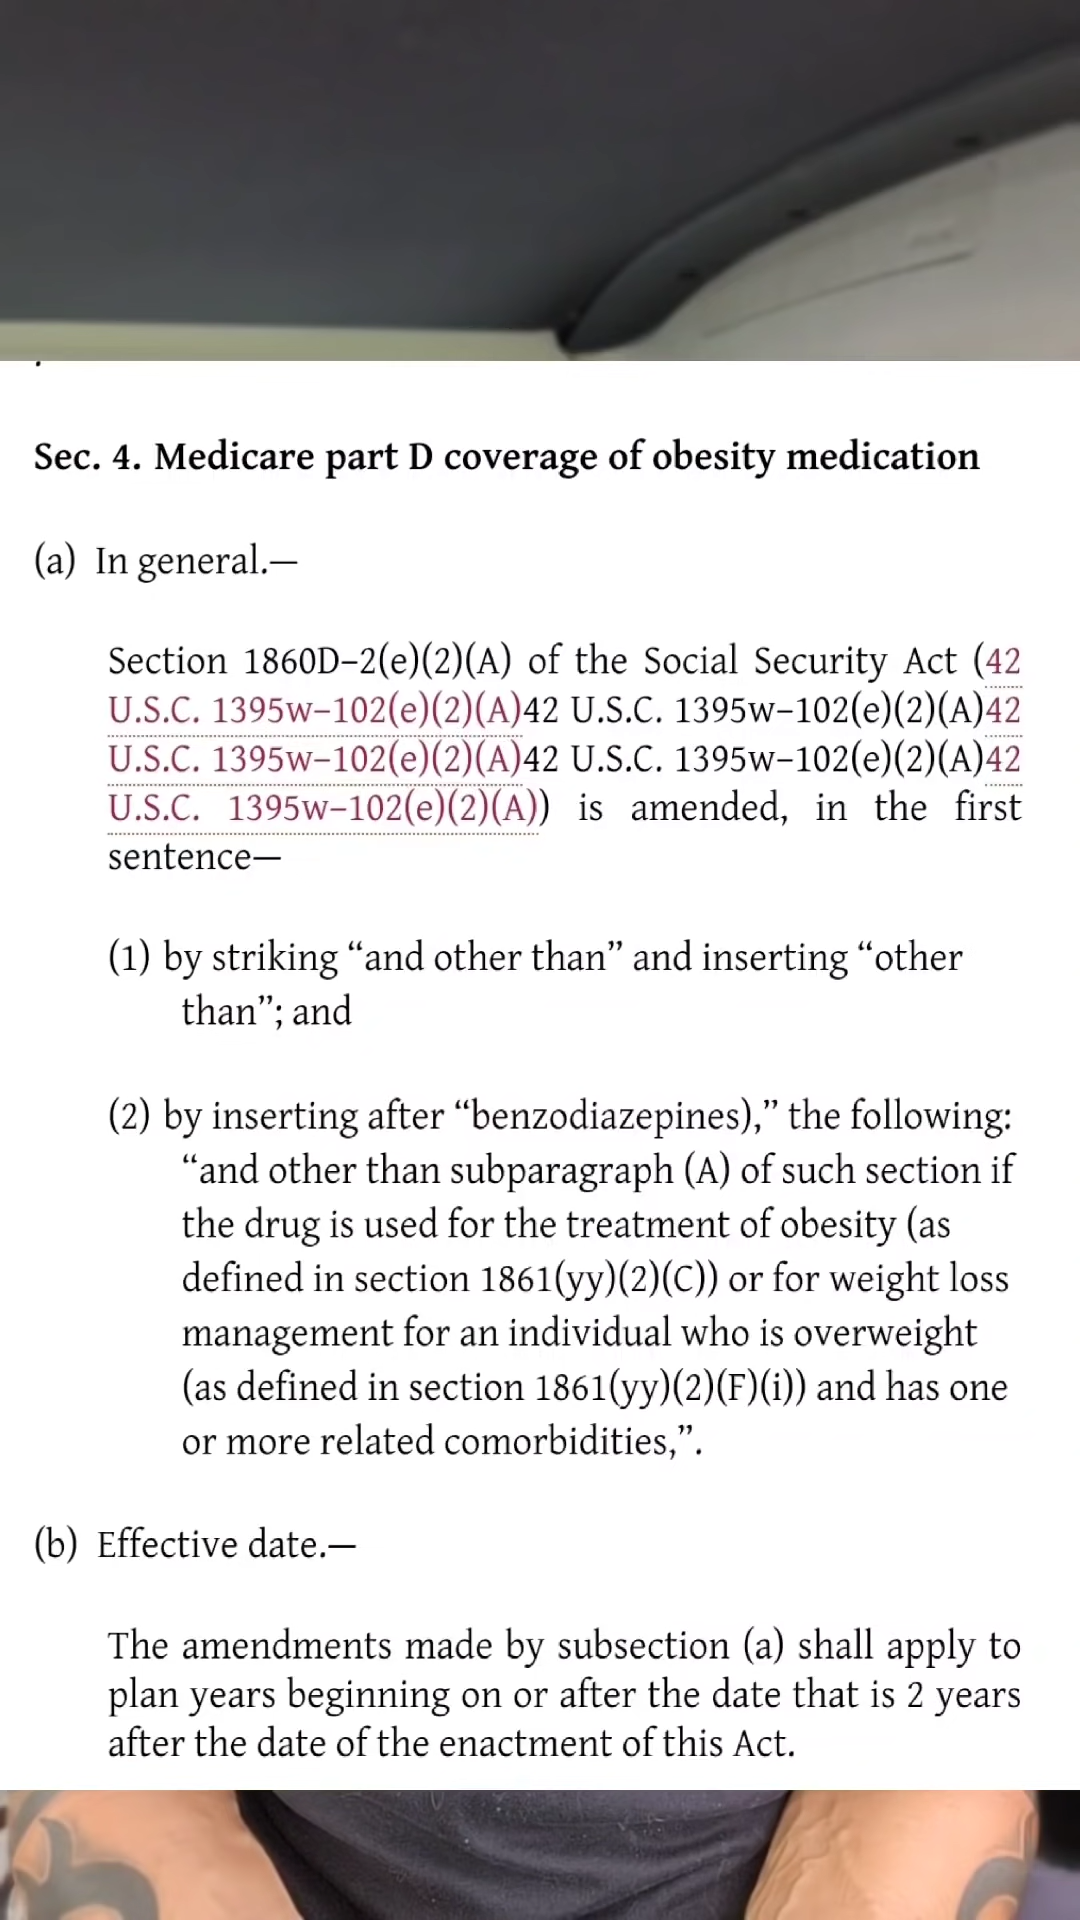 Sec. 4. Medicare part D coverage of obesity medication
(a) In general.—
Section 1860D–2(e)(2)(A) of the Social Security Act (42
U.S.C. 1395w–102(e)(2)(A)42 U.S.C. 1395w–102(e)(2)(A)42
U.S.C. 1395w–102(e)(2)(A)42 U.S.C. 1395w–102(e)(2)(A)42
U.S.C. 1395w–102(e)(2)(A)) is amended, in the first
sentence—
(1) by striking “and other than” and inserting “other
than”; and
(2) by inserting after “benzodiazepines),” the following:
“and other than subparagraph (A) of such section if
the drug is used for the treatment of obesity (as
defined in section 1861(yy)(2)(C)) or for weight loss
management for an individual who is overweight
(as defined in section 1861(yy)(2)(F)(i)) and has one
or more related comorbidities,”.
(b) Effective date.—
The amendments made by subsection (a) shall apply to
plan years beginning on or after the date that is 2 years
after the date of the enactment of this Act.